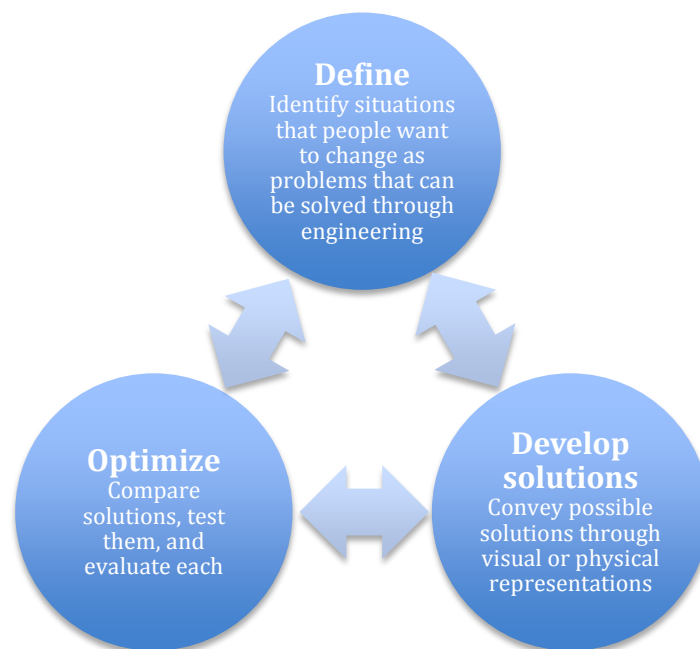 Define
Identify situations
that people want
to change as
problems that can
be solved through
engineering
Optimize
Compare
solutions, test
them, and
evaluate each
Develop
solutions
Convey possible
solutions through
visual or physical
representations